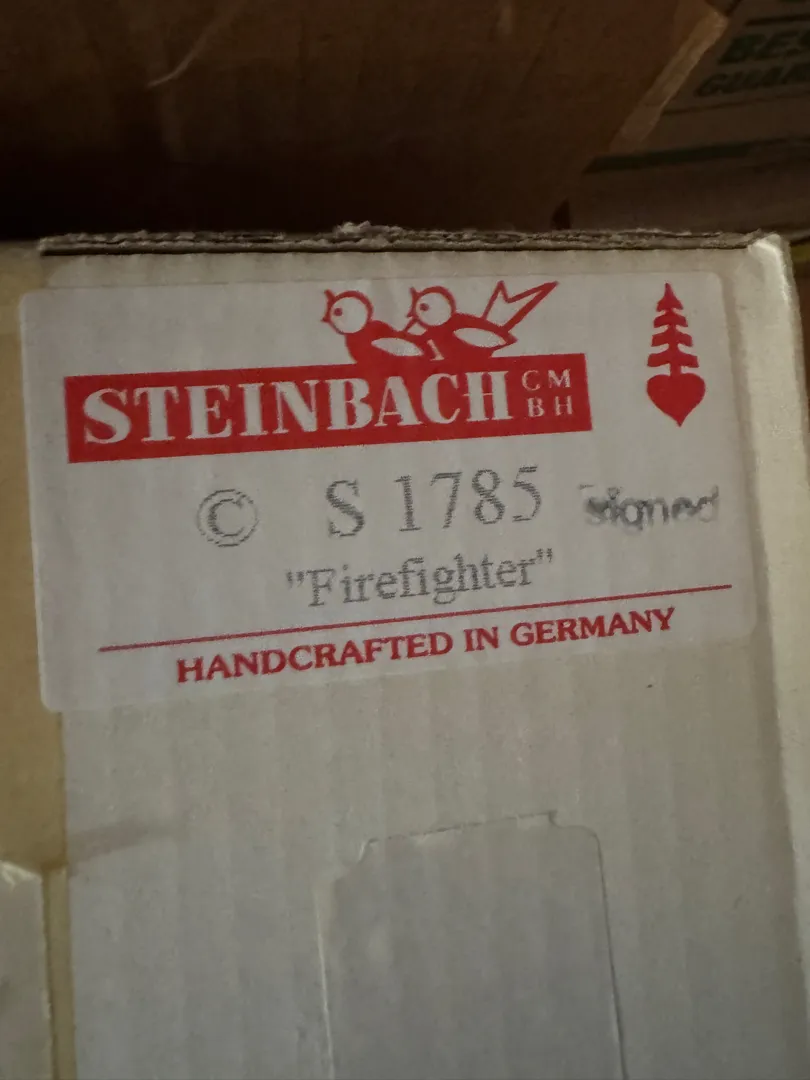 STEINBACH GMBH
© S 1785 signed
"Firefighter"
HANDCRAFTED IN GERMANY